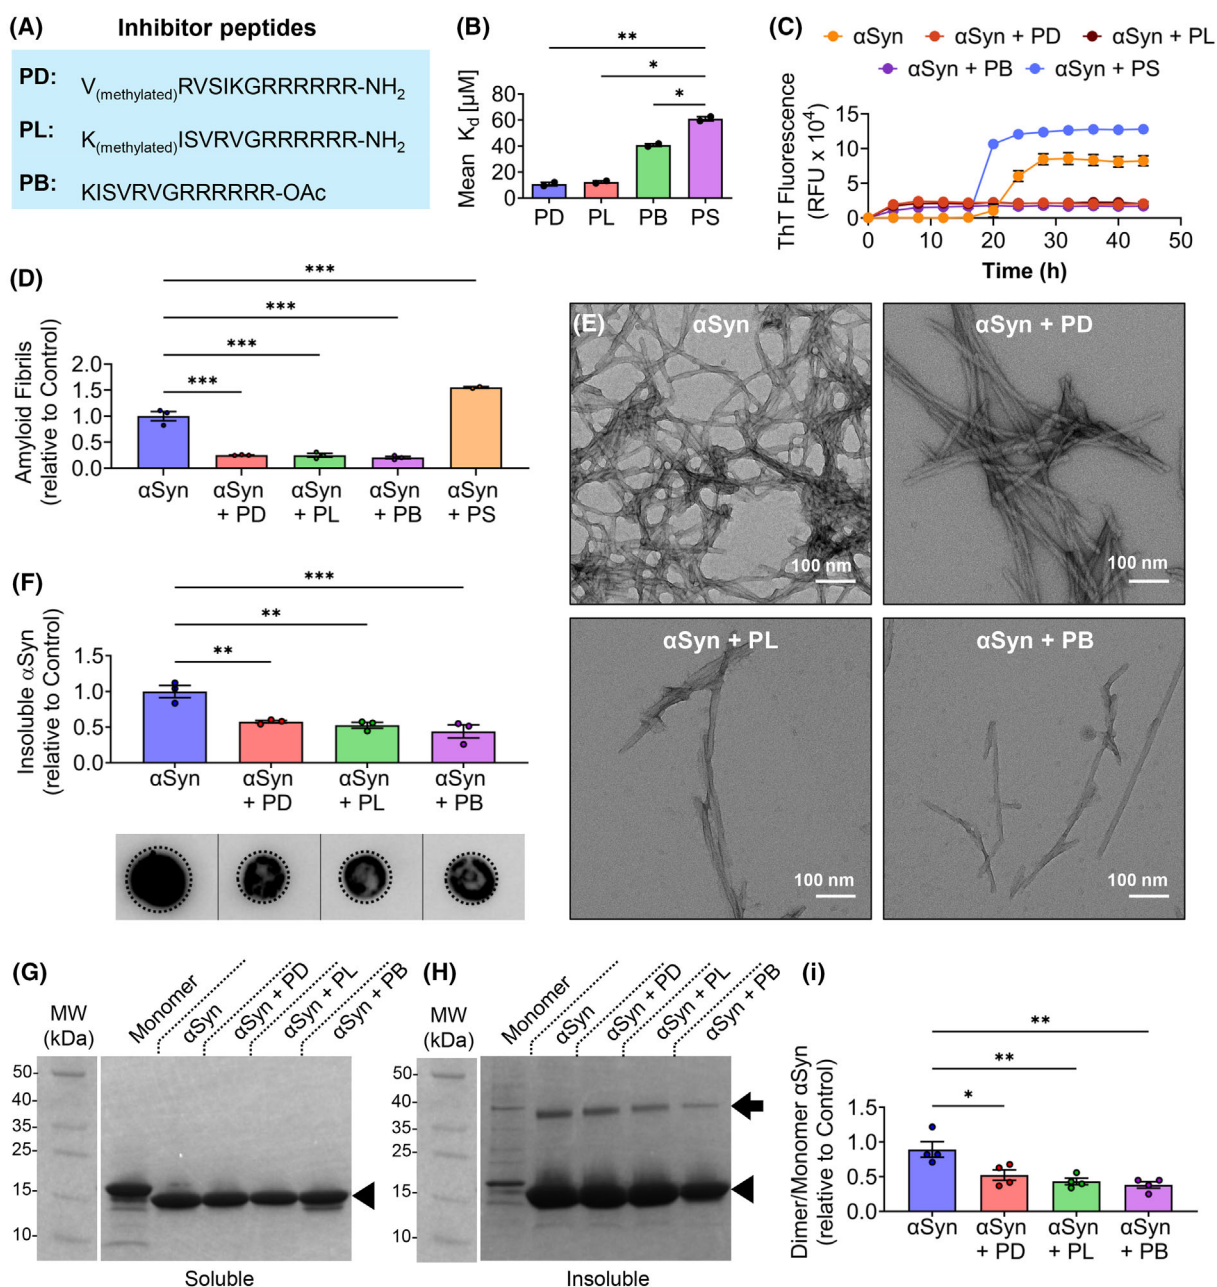 (A) Inhibitor peptides
PD: V(methylated)RVSIKGRRRRRR-NH2
PL: K(methylated)ISVRVGRRRRRR-NH2
PB: KISVRVGRRRRRR-OAc
(B)
**
*
*
Mean Kd [µM]
80
60
40
20
0
PD PL PB PS
(C) αSyn αSyn + PD αSyn + PL
αSyn + PB αSyn + PS
ThT Fluorescence
(RFU x 10⁴)
15
10
5
0
0 10 20 30 40 50
Time (h)
(D)
***
***
***
***
Amyloid Fibrils
(relative to Control)
2.0
1.5
1.0
0.5
0.0
αSyn αSyn αSyn αSyn αSyn
+ PD + PL + PB + PS
(E)
αSyn
100 nm
αSyn + PD
100 nm
αSyn + PL
100 nm
αSyn + PB
100 nm
(F)
***
**
**
Insoluble αSyn
(relative to Control)
1.5
1.0
0.5
0.0
αSyn αSyn αSyn αSyn
+ PD + PL + PB
(G)
MW
(kDa)
Monomer
αSyn
αSyn + PD
αSyn + PL
αSyn + PB
50
40
35
25
15
10
Soluble
(H)
MW
(kDa)
Monomer
αSyn
αSyn + PD
αSyn + PL
αSyn + PB
50
40
35
25
15
10
Insoluble
(i)
**
**
*
Dimer/Monomer αSyn
(relative to Control)
1.5
1.0
0.5
0.0
αSyn αSyn αSyn αSyn
+ PD + PL + PB